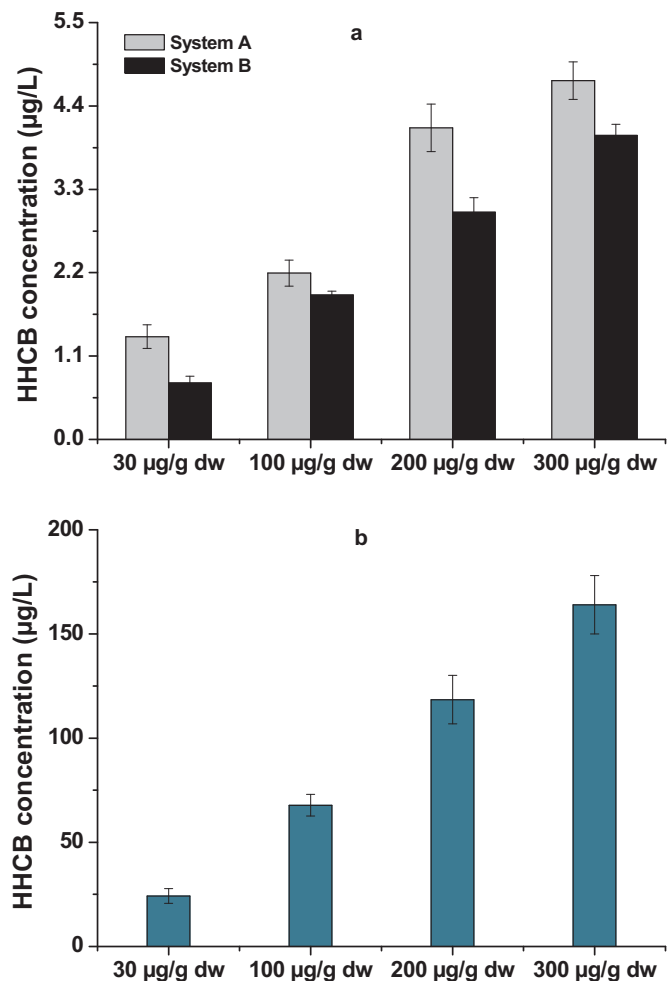 a
System A
System B
HHCB concentration (µg/L)
5.5
4.4
3.3
2.2
1.1
0.0
30 µg/g dw 100 µg/g dw 200 µg/g dw 300 µg/g dw
b
HHCB concentration (µg/L)
200
150
100
50
0
30 µg/g dw 100 µg/g dw 200 µg/g dw 300 µg/g dw